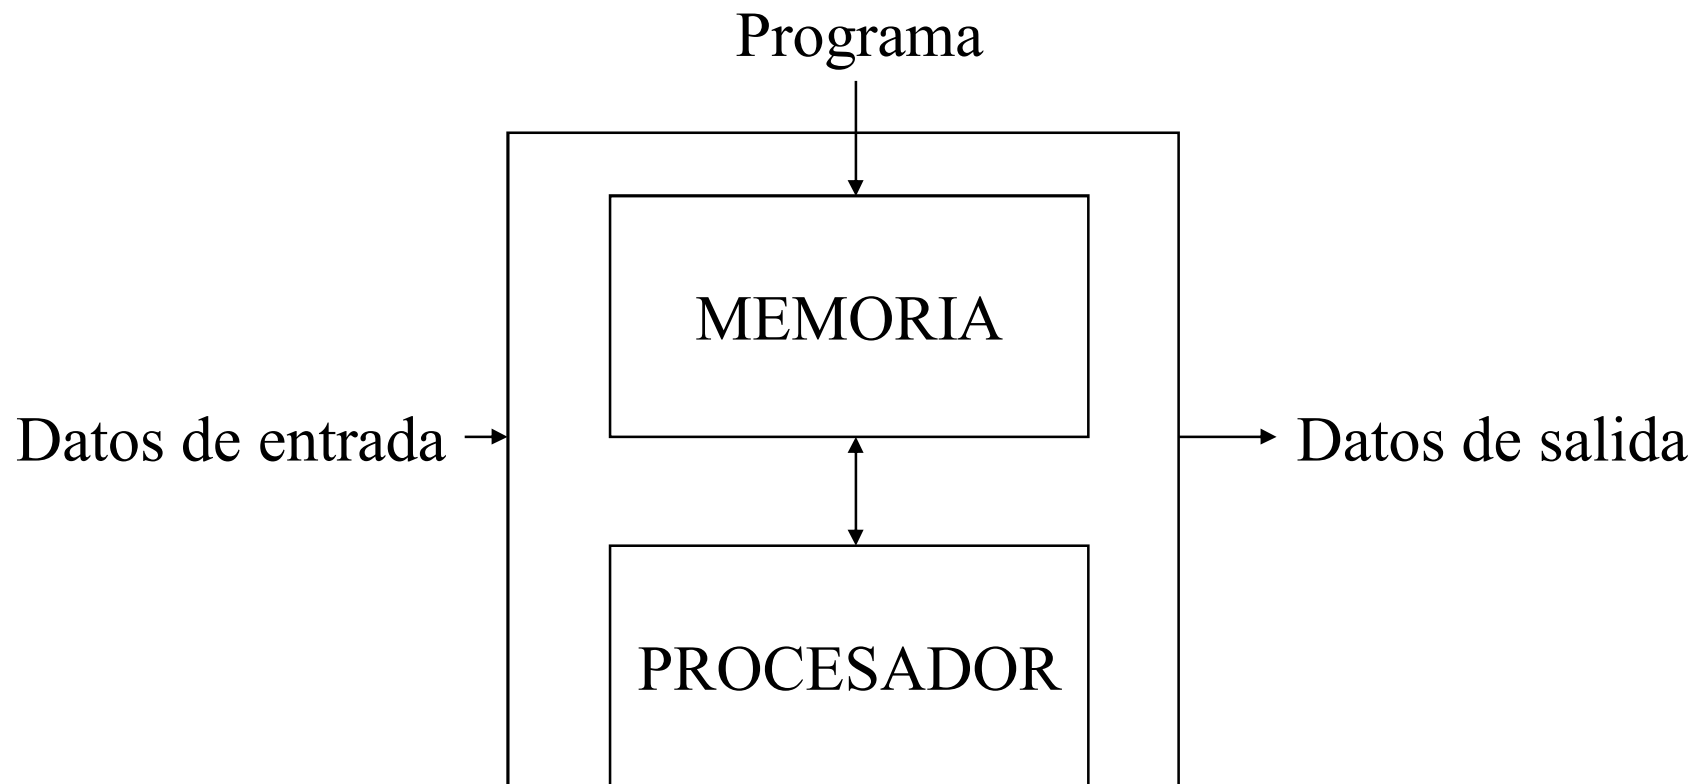 Programa
MEMORIA
Datos de entrada
Datos de salida
PROCESADOR